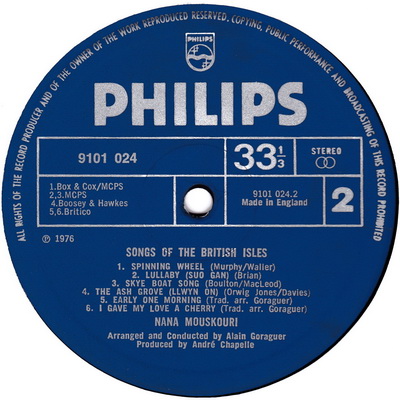 ALL RIGHTS OF THE RECORD PRODUCER AND OF THE OWNER OF THE WORK REPRODUCED RESERVED. COPYING, PUBLIC PERFORMANCE AND BROADCASTING OF THIS RECORD PROHIBITED
PHILIPS
PHILIPS
9101 024
33 1/3
STEREO
1.Box & Cox/MCPS
2,3.MCPS
4.Boosey & Hawkes
5,6.Britico
9101 024.2
Made in England
2
℗ 1976
SONGS OF THE BRITISH ISLES
1. SPINNING WHEEL (Murphy/Waller)
2. LULLABY (SUO GAN) (Brian)
3. SKYE BOAT SONG (Boulton/MacLeod)
4. THE ASH GROVE (LLWYN ON) (Orwig Jones/Davies)
5. EARLY ONE MORNING (Trad. arr. Goraguer)
6. I GAVE MY LOVE A CHERRY (Trad. arr. Goraguer)
NANA MOUSKOURI
Arranged and Conducted by Alain Goraguer
Produced by André Chapelle